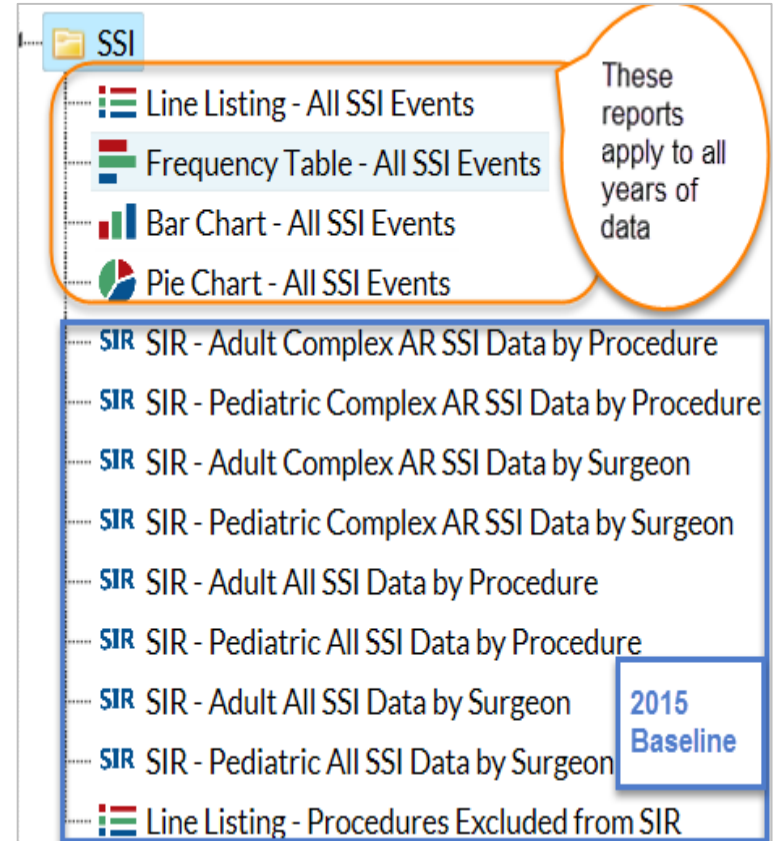 SSI
Line Listing - All SSI Events
Frequency Table - All SSI Events
Bar Chart - All SSI Events
Pie Chart - All SSI Events
These
reports
apply to all
years of
data
SIR SIR - Adult Complex AR SSI Data by Procedure
SIR SIR - Pediatric Complex AR SSI Data by Procedure
SIR SIR - Adult Complex AR SSI Data by Surgeon
SIR SIR - Pediatric Complex AR SSI Data by Surgeon
SIR SIR - Adult All SSI Data by Procedure
SIR SIR - Pediatric All SSI Data by Procedure
SIR SIR - Adult All SSI Data by Surgeon
SIR SIR - Pediatric All SSI Data by Surgeon
2015
Baseline
Line Listing - Procedures Excluded from SIR